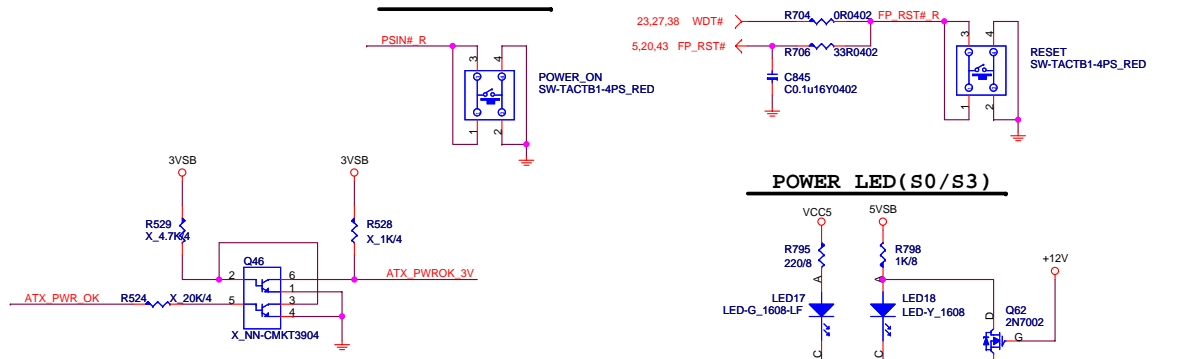 R704 0R0402 FP_RST#_R
23,27,38 WDT#
PSIN#_R
5,20,43 FP_RST#
R706 33R0402
3 4
3 4
RESET
SW-TACTB1-4PS_RED
POWER_ON
SW-TACTB1-4PS_RED
C845
C0.1u16Y0402
1 2
1 2
3VSB 3VSB
POWER LED(S0/S3)
VCC5 5VSB
R529
X_4.7K/4
R528
X_1K/4
R795
220/8
R798
1K/8
+12V
Q46
2 6 ATX_PWROK_3V
1
A A
ATX_PWR_OK R524 X_20K/4 5 3
4
LED17
LED-G_1608-LF
LED18
LED-Y_1608
D
Q62
2N7002
G
X_NN-CMKT3904
C C